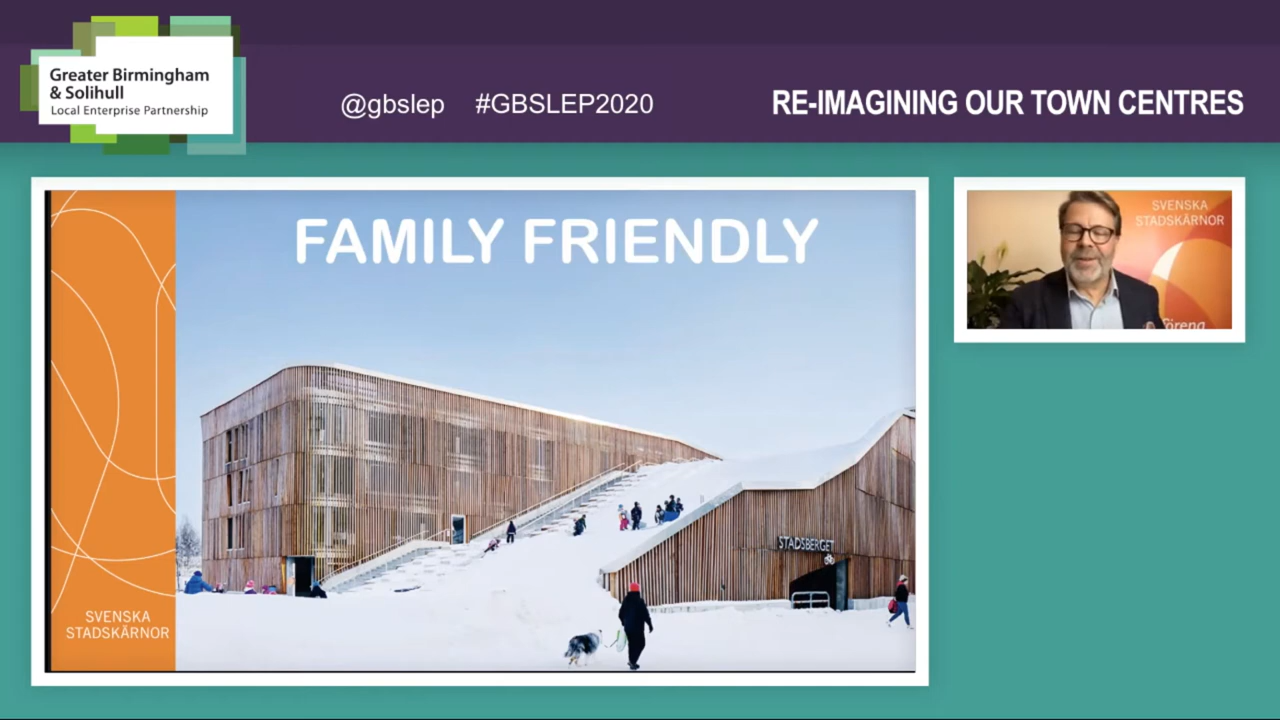 Greater Birmingham
& Solihull
Local Enterprise Partnership
@gbslep #GBSLEP2020
RE-IMAGINING OUR TOWN CENTRES
FAMILY FRIENDLY
STADSBERGET
SVENSKA
STADSKÄRNOR
SVENSKA
STADSKÄRNOR
förena